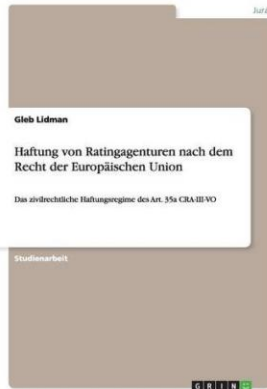 Jura
Gleb Lidman
Haftung von Ratingagenturen nach dem
Recht der Europäischen Union
Das zivilrechtliche Haftungsregime des Art. 35a CRA-III-VO
Studienarbeit
GRIN